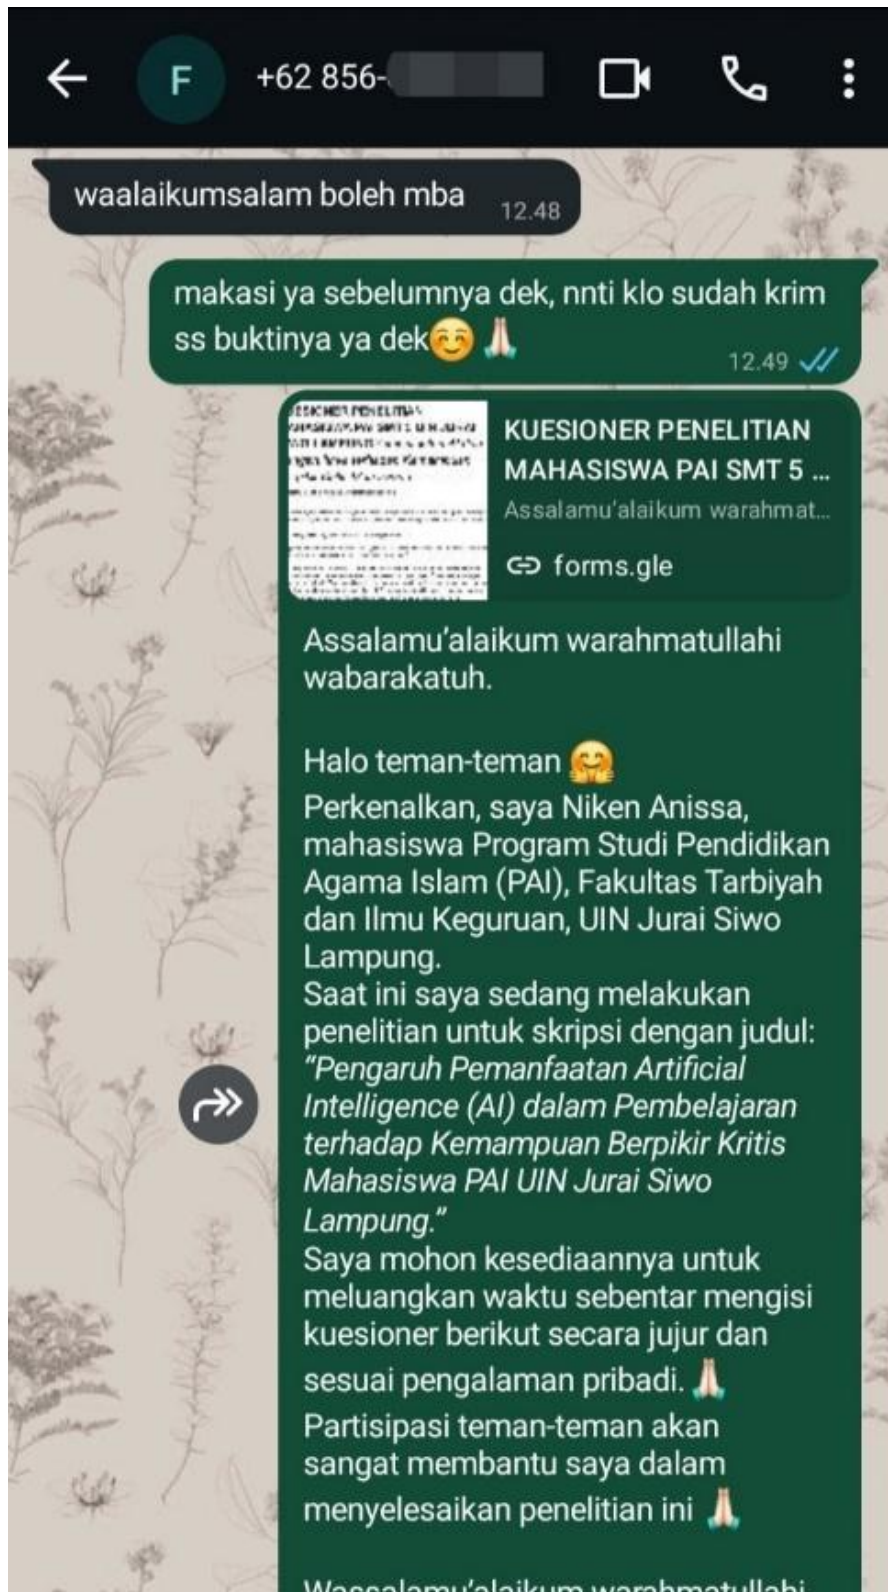 F
+62 856-
waalaikumsalam boleh mba
12.48
makasi ya sebelumnya dek, nnti klo sudah krim
ss buktinya ya dek☺️🙏🏻
12.49
KUESIONER PENELITIAN
MAHASISWA PAI SMT 5 ...
Assalamu'alaikum warahmat...
forms.gle
Assalamu'alaikum warahmatullahi
wabarakatuh.
Halo teman-teman 🤗
Perkenalkan, saya Niken Anissa,
mahasiswa Program Studi Pendidikan
Agama Islam (PAI), Fakultas Tarbiyah
dan Ilmu Keguruan, UIN Jurai Siwo
Lampung.
Saat ini saya sedang melakukan
penelitian untuk skripsi dengan judul:
“Pengaruh Pemanfaatan Artificial
Intelligence (AI) dalam Pembelajaran
terhadap Kemampuan Berpikir Kritis
Mahasiswa PAI UIN Jurai Siwo
Lampung.”
Saya mohon kesediaannya untuk
meluangkan waktu sebentar mengisi
kuesioner berikut secara jujur dan
sesuai pengalaman pribadi. 🙏🏻
Partisipasi teman-teman akan
sangat membantu saya dalam
menyelesaikan penelitian ini 🙏🏻
Wassalamu'alaikum warahmatullahi